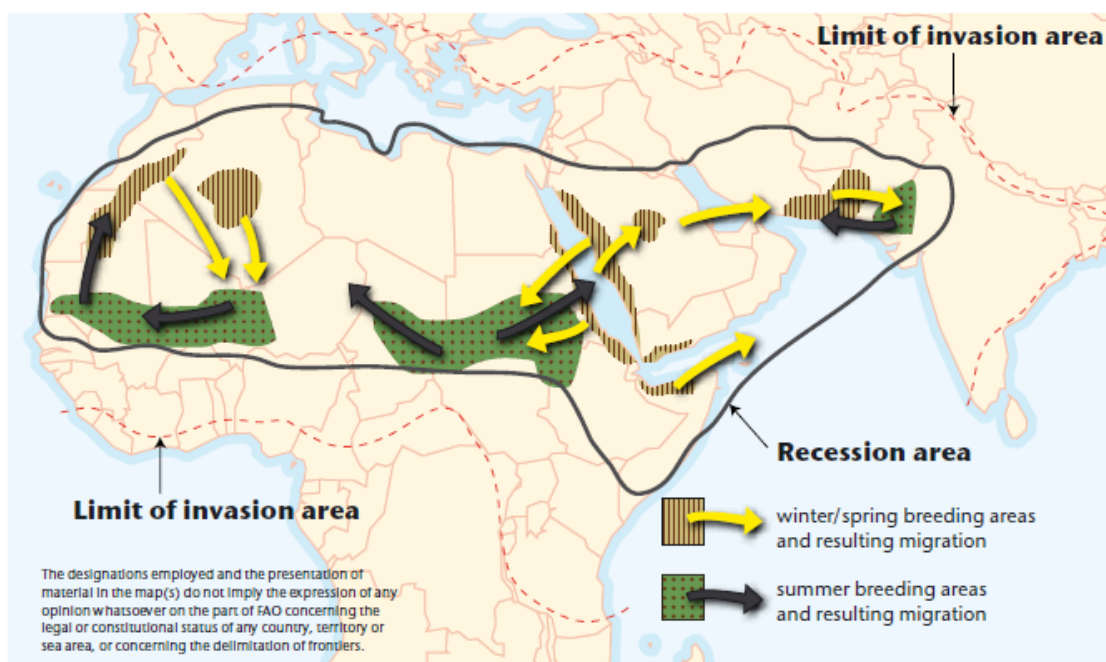 Limit of invasion area
Recession area
Limit of invasion area
winter/spring breeding areas
and resulting migration
summer breeding areas
and resulting migration
The designations employed and the presentation of
material in the map(s) do not imply the expression of any
opinion whatsoever on the part of FAO concerning the
legal or constitutional status of any country, territory or
sea area, or concerning the delimitation of frontiers.